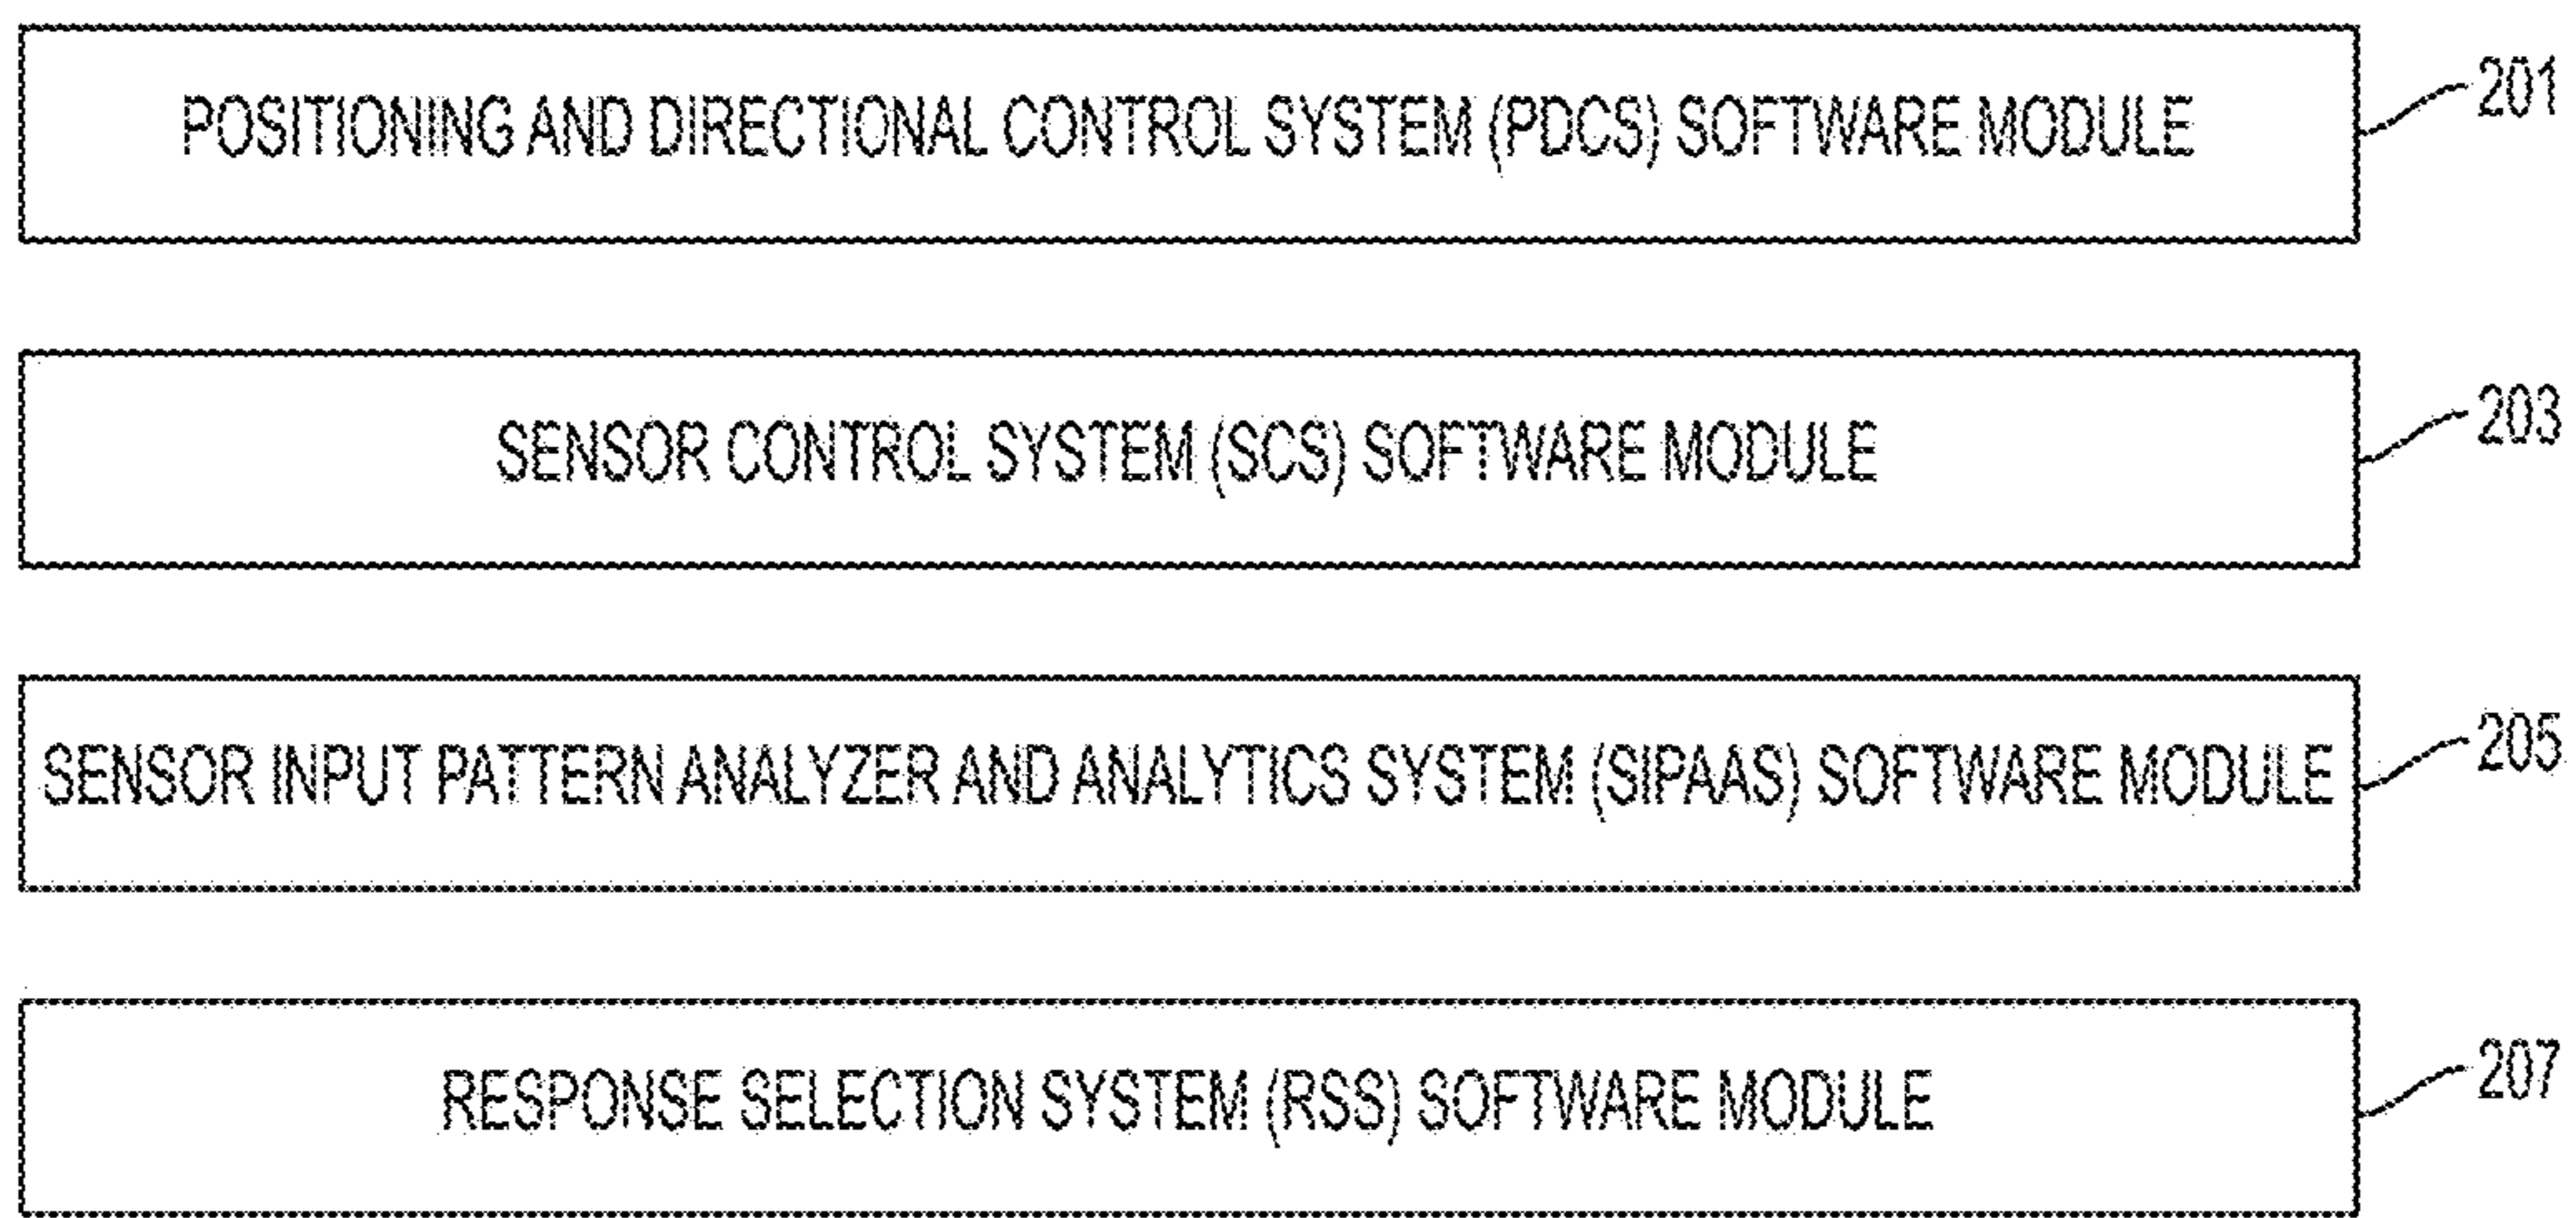 POSITIONING AND DIRECTIONAL CONTROL SYSTEM (PDCS) SOFTWARE MODULE
201
SENSOR CONTROL SYSTEM (SCS) SOFTWARE MODULE
203
SENSOR INPUT PATTERN ANALYZER AND ANALYTICS SYSTEM (SIPAAS) SOFTWARE MODULE
205
RESPONSE SELECTION SYSTEM (RSS) SOFTWARE MODULE
207